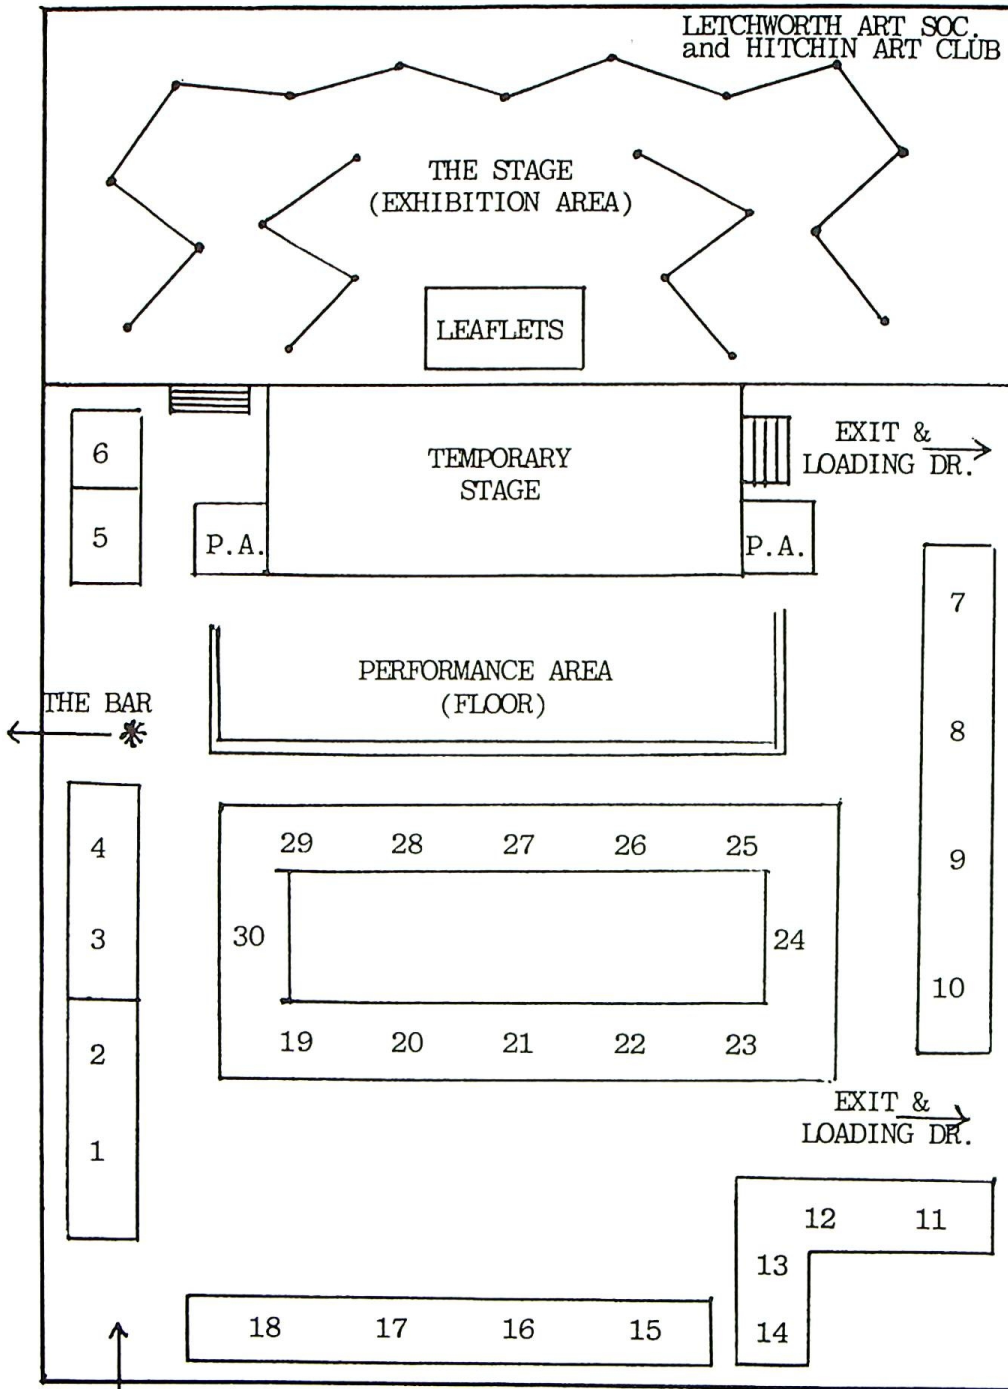 LETCHWORTH ART SOC.
and HITCHIN ART CLUB
THE STAGE
(EXHIBITION AREA)
LEAFLETS
6
5
TEMPORARY
STAGE
EXIT &
LOADING DR.
P.A.
P.A.
7
PERFORMANCE AREA
(FLOOR)
THE BAR
8
4
29 28 27 26 25
9
3
30
24
10
2
19 20 21 22 23
EXIT &
LOADING DR.
1
12 11
13
18 17 16 15
14